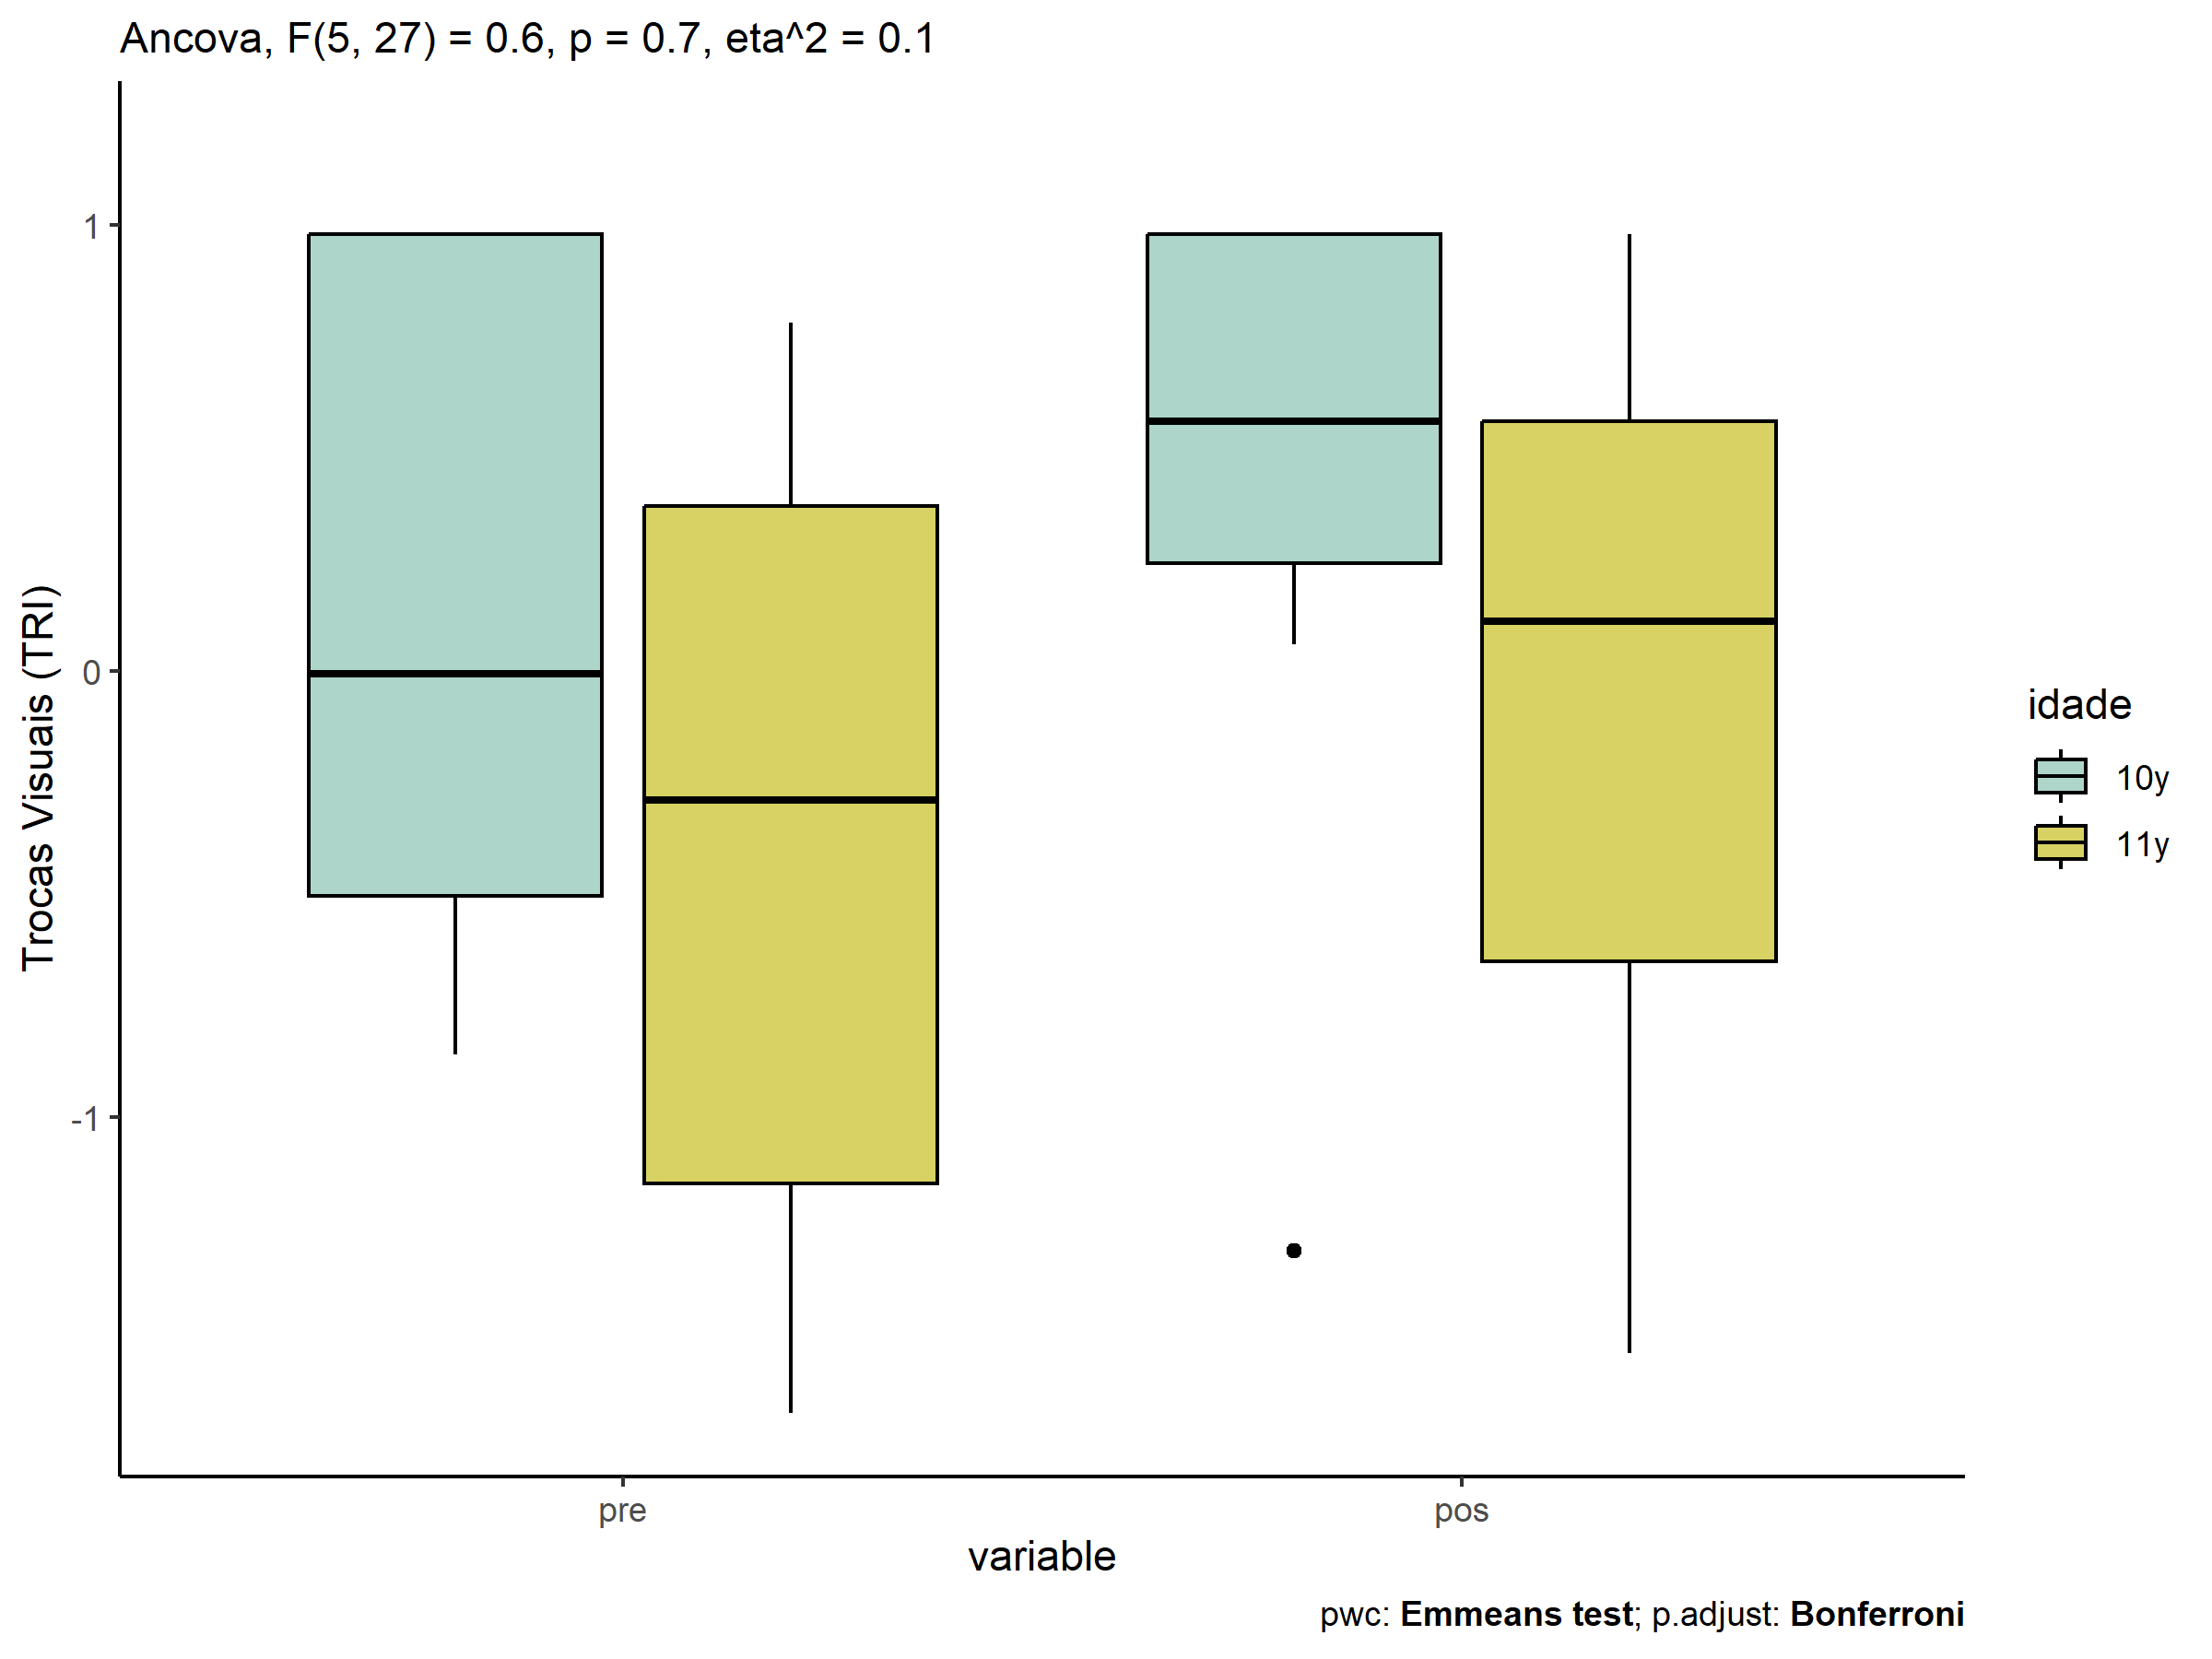 Ancova, F(5, 27) = 0.6, p = 0.7, eta^2 = 0.1
Trocas Visuais (TRI)
1
0
-1
pre
pos
variable
idade
10y
11y
pwc: Emmeans test; p.adjust: Bonferroni